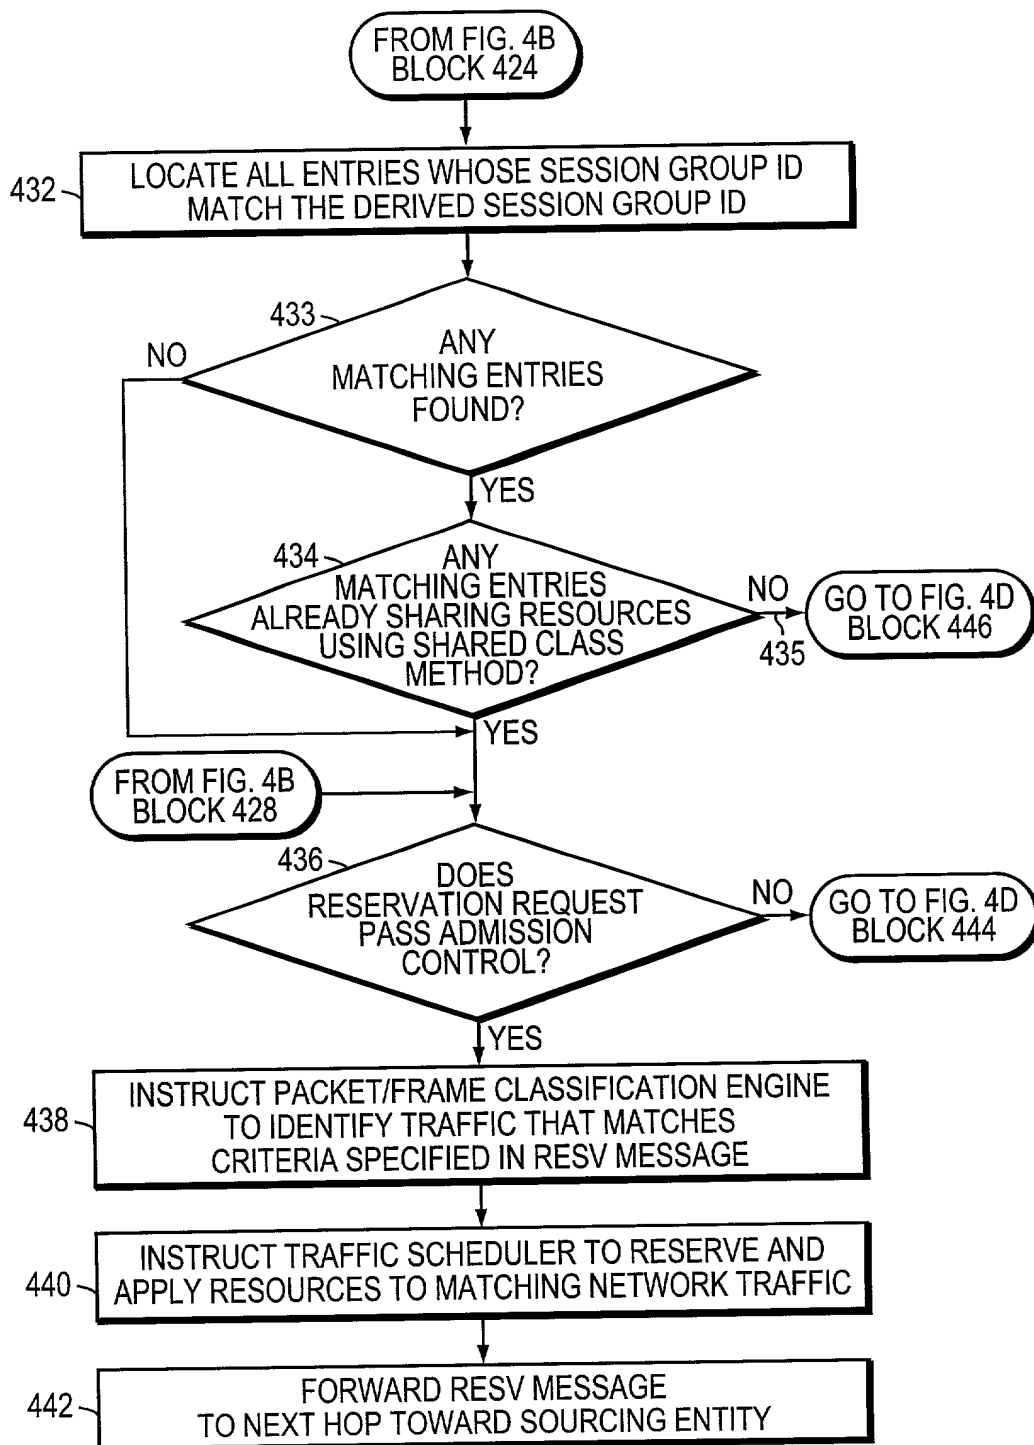 FROM FIG. 4B
BLOCK 424
432
LOCATE ALL ENTRIES WHOSE SESSION GROUP ID
MATCH THE DERIVED SESSION GROUP ID
433
NO
ANY
MATCHING ENTRIES
FOUND?
YES
434
ANY
MATCHING ENTRIES
ALREADY SHARING RESOURCES
USING SHARED CLASS
METHOD?
NO
435
GO TO FIG. 4D
BLOCK 446
YES
FROM FIG. 4B
BLOCK 428
436
DOES
RESERVATION REQUEST
PASS ADMISSION
CONTROL?
NO
GO TO FIG. 4D
BLOCK 444
YES
438
INSTRUCT PACKET/FRAME CLASSIFICATION ENGINE
TO IDENTIFY TRAFFIC THAT MATCHES
CRITERIA SPECIFIED IN RESV MESSAGE
440
INSTRUCT TRAFFIC SCHEDULER TO RESERVE AND
APPLY RESOURCES TO MATCHING NETWORK TRAFFIC
442
FORWARD RESV MESSAGE
TO NEXT HOP TOWARD SOURCING ENTITY